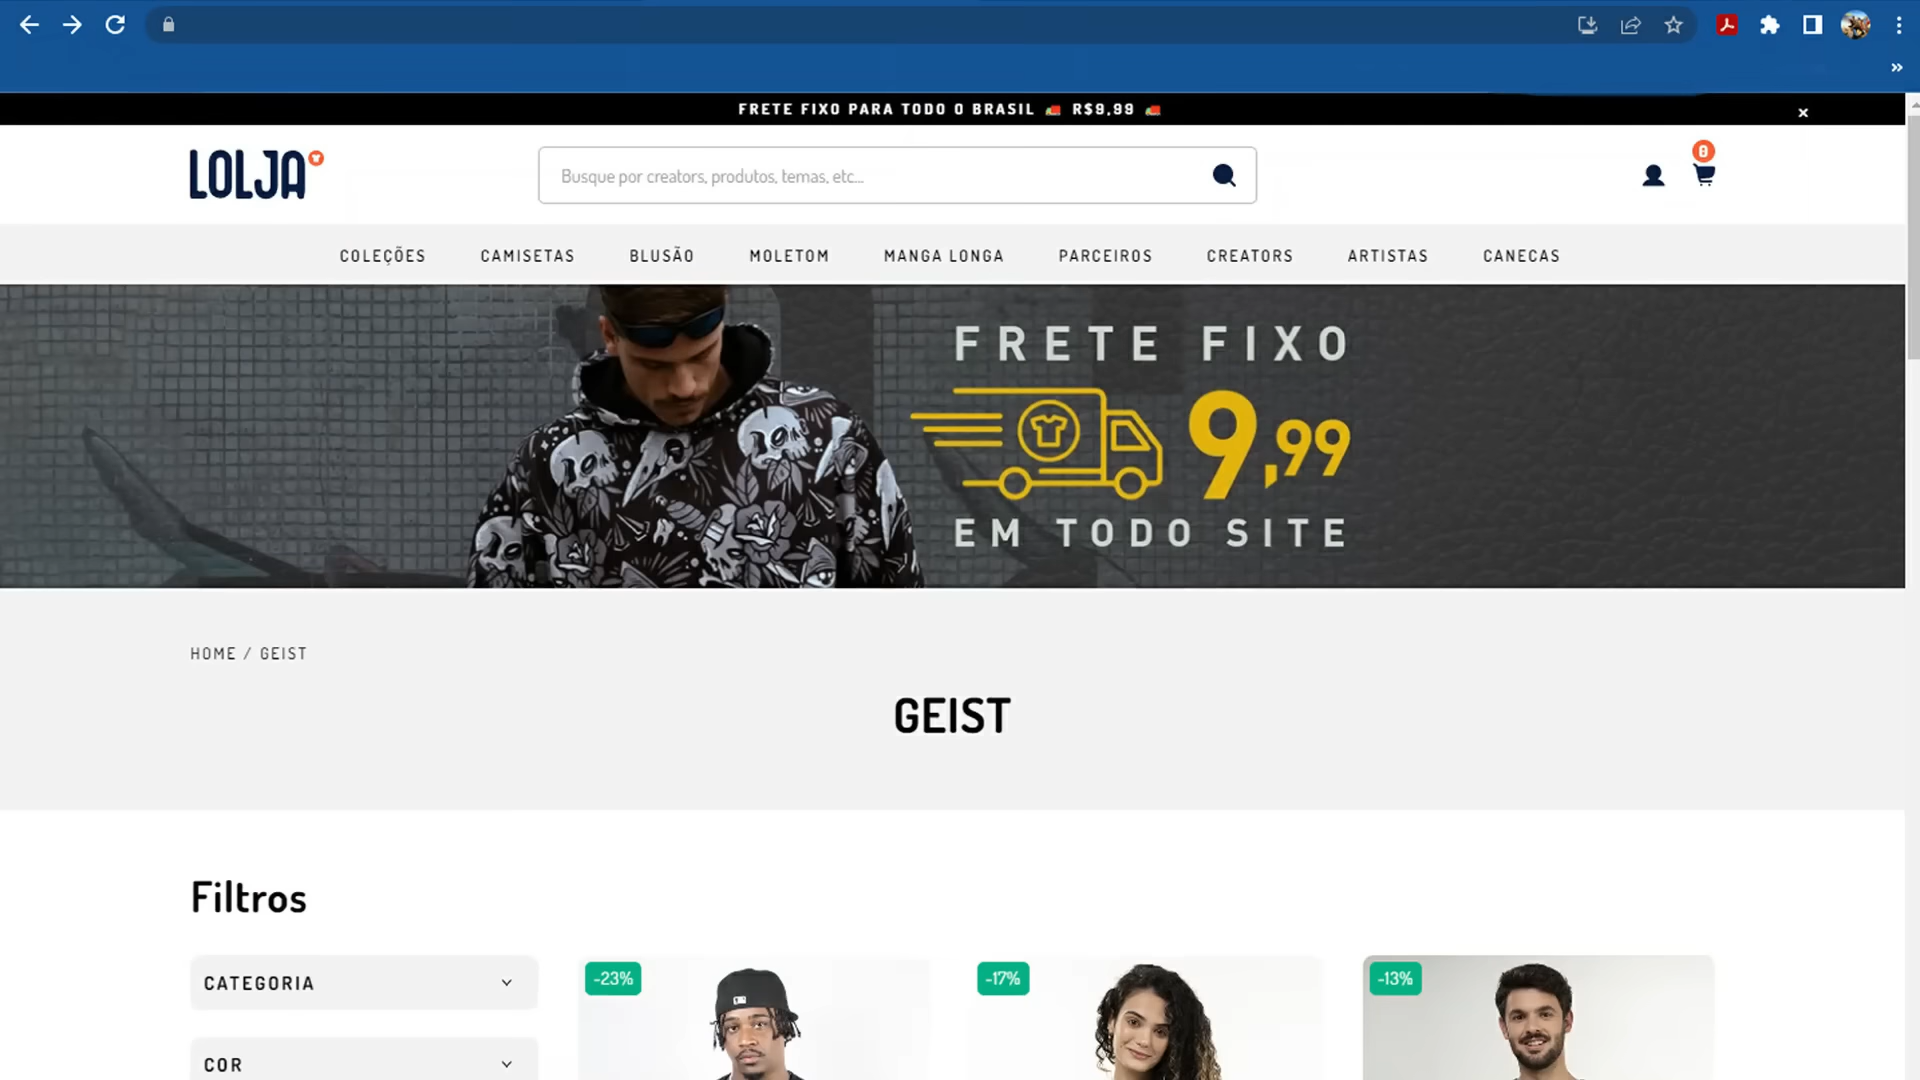 FRETE FIXO PARA TODO O BRASIL R$9,99
×
LOLJA
Busque por creators, produtos, temas, etc...
0
COLEÇÕES CAMISETAS BLUSÃO MOLETOM MANGA LONGA PARCEIROS CREATORS ARTISTAS CANECAS
FRETE FIXO
9,99
EM TODO SITE
HOME / GEIST
GEIST
Filtros
CATEGORIA
COR
-23%
-17%
-13%